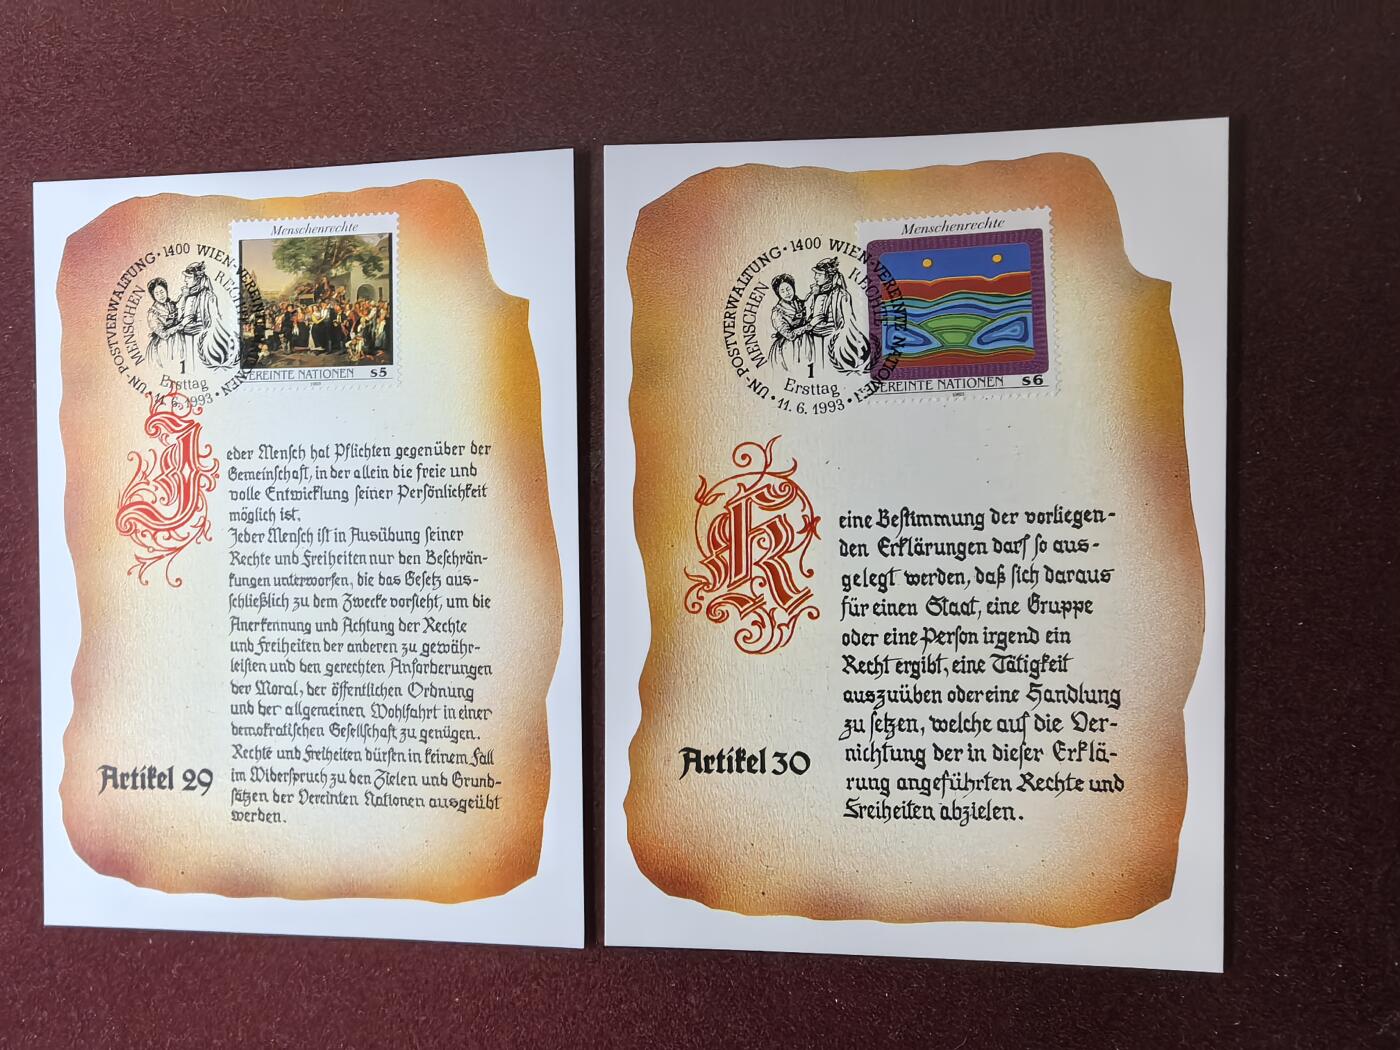 Menschenrechte
VEREINTE NATIONEN s5
1993
UN-POSTVERWALTUNG · 1400 WIEN-VEREINTE NATIONEN ·
MENSCHEN RECHTE
1
Ersttag
11. 6. 1993
Jeder Mensch hat Pflichten gegenüber der
Gemeinschaft, in der allein die freie und
volle Entwicklung seiner Persönlichkeit
möglich ist.
Jeder Mensch ist in Ausübung seiner
Rechte und Freiheiten nur den Beschrän-
kungen unterworfen, die das Gesetz aus-
schließlich zu dem Zwecke vorsieht, um die
Anerkennung und Achtung der Rechte
und Freiheiten der anderen zu gewähr-
leisten und den gerechten Anforderungen
der Moral, der öffentlichen Ordnung
und der allgemeinen Wohlfahrt in einer
demokratischen Gesellschaft zu genügen.
Rechte und Freiheiten dürfen in keinem Fall
im Widerspruch zu den Zielen und Grund-
sätzen der Vereinten Nationen ausgeübt
werden.
Artikel 29
Menschenrechte
VEREINTE NATIONEN s6
1993
UN-POSTVERWALTUNG · 1400 WIEN-VEREINTE NATIONEN ·
MENSCHEN RECHTE
1
Ersttag
11. 6. 1993
Keine Bestimmung der vorliegen-
den Erklärungen darf so aus-
gelegt werden, daß sich daraus
für einen Staat, eine Gruppe
oder eine Person irgend ein
Recht ergibt, eine Tätigkeit
auszuüben oder eine Handlung
zu setzen, welche auf die Ver-
nichtung der in dieser Erklä-
rung angeführten Rechte und
Freiheiten abzielen.
Artikel 30